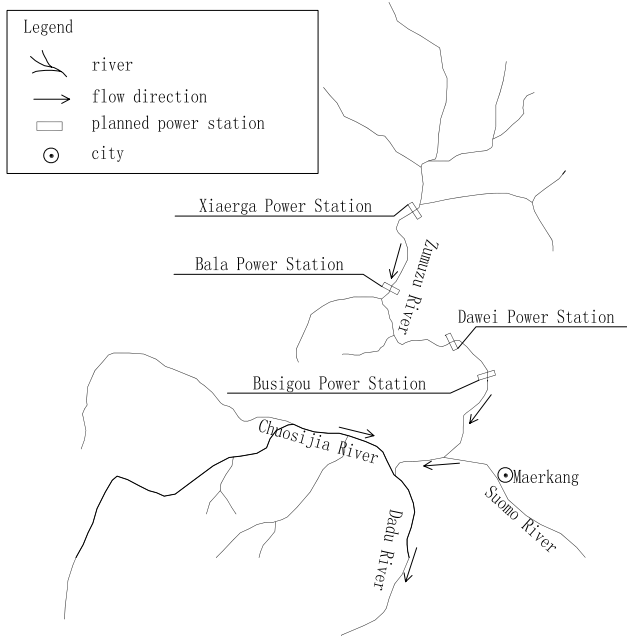 Legend
river
flow direction
planned power station
city
Xiaerga Power Station
Zumuzu River
Bala Power Station
Dawei Power Station
Busigou Power Station
Chuosijia River
Maerkang
Suomo River
Dadu River